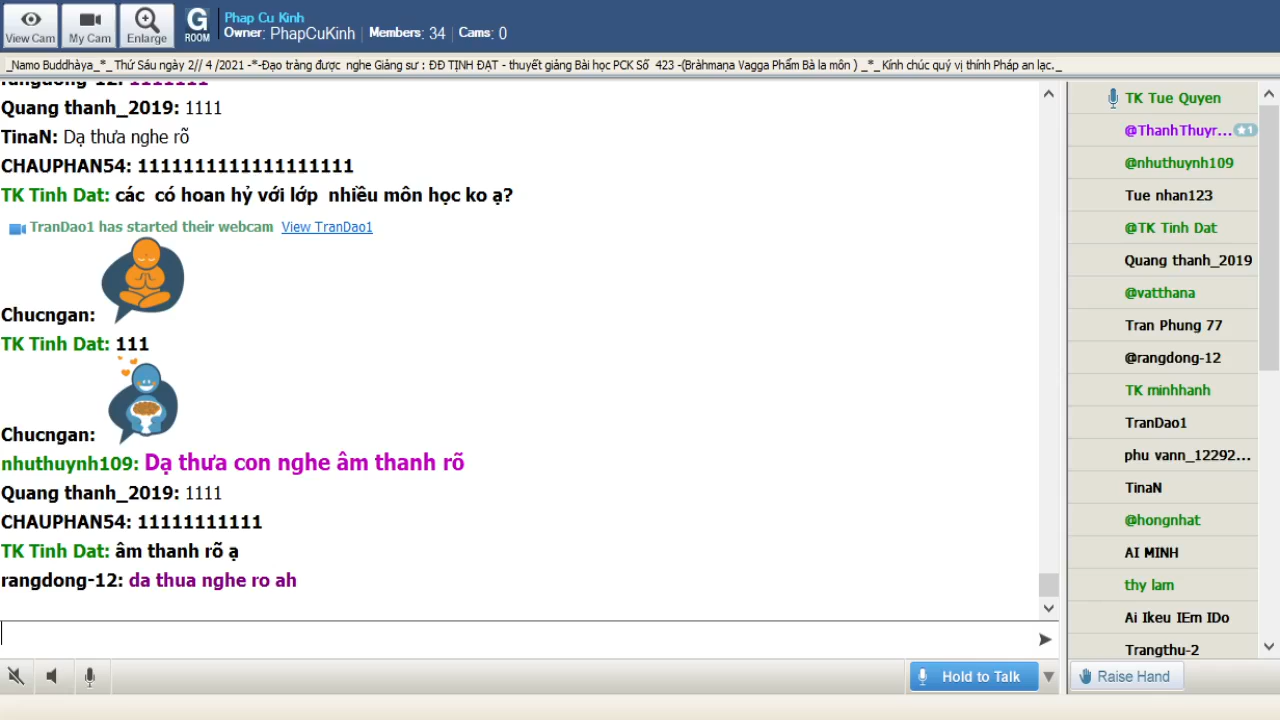 View Cam
My Cam
Enlarge
G
ROOM
Phap Cu Kinh
Owner: PhapCuKinh | Members: 34 | Cams: 0
_Namo Buddhàya_*_ Thứ Sáu ngày 2// 4 /2021 -*-Đạo tràng được nghe Giảng sư : ĐĐ TỊNH ĐẠT - thuyết giảng Bài học PCK Số 423 -(Bràhmaṇa Vagga Phẩm Bà la môn ) _*_ Kính chúc quý vị thính Pháp an lạc._
Quang thanh_2019: 1111
TinaN: Dạ thưa nghe rõ
CHAUPHAN54: 1111111111111111111
TK Tinh Dat: các có hoan hỷ với lớp nhiều môn học ko ạ?
TranDao1 has started their webcam View TranDao1
Chucngan:
TK Tinh Dat: 111
Chucngan:
nhuthuynh109: Dạ thưa con nghe âm thanh rõ
Quang thanh_2019: 1111
CHAUPHAN54: 11111111111
TK Tinh Dat: âm thanh rõ ạ
rangdong-12: da thua nghe ro ah
Hold to Talk
TK Tue Quyen
@ThanhThuyr... ★1
@nhuthuynh109
Tue nhan123
@TK Tinh Dat
Quang thanh_2019
@vatthana
Tran Phung 77
@rangdong-12
TK minhhanh
TranDao1
phu vann_12292...
TinaN
@hongnhat
AI MINH
thy lam
Ai Ikeu IEm IDo
Trangthu-2
Raise Hand